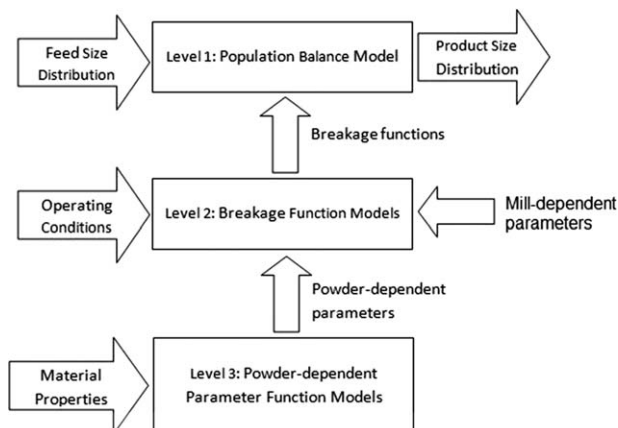 Feed Size
Distribution
Level 1: Population Balance Model
Product Size
Distribution
Breakage functions
Operating
Conditions
Level 2: Breakage Function Models
Mill-dependent
parameters
Powder-dependent
parameters
Material
Properties
Level 3: Powder-dependent
Parameter Function Models